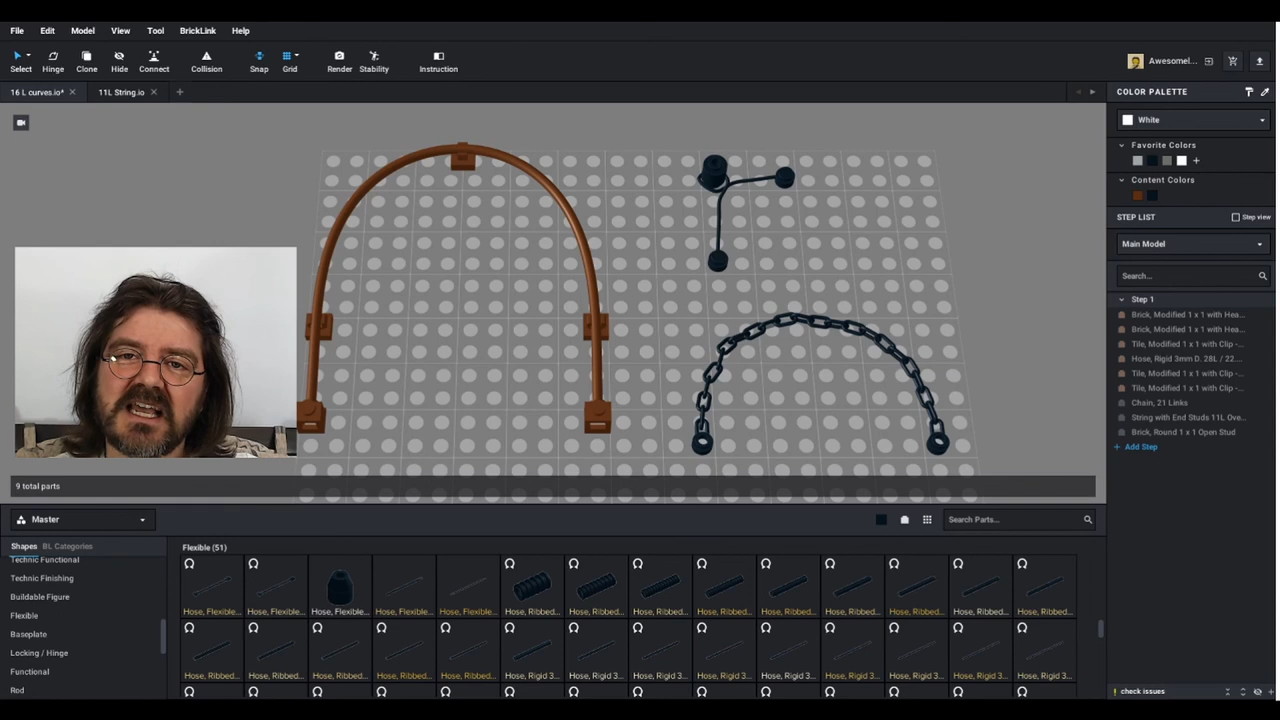 File Edit Model View Tool BrickLink Help
Select Hinge Clone Hide Connect Collision Snap Grid Render Stability Instruction
Awesomel...
16 L curves.io* 11L String.io
COLOR PALETTE
White
Favorite Colors
Content Colors
STEP LIST Step view
Main Model
Search...
Step 1
Brick, Modified 1 x 1 with Hea...
Brick, Modified 1 x 1 with Hea...
Tile, Modified 1 x 1 with Clip -...
Hose, Rigid 3mm D. 28L / 22....
Tile, Modified 1 x 1 with Clip -...
Tile, Modified 1 x 1 with Clip -...
Chain, 21 Links
String with End Studs 11L Ove...
Brick, Round 1 x 1 Open Stud
+ Add Step
9 total parts
Master
Search Parts...
Shapes BL Categories
Technic Functional
Technic Finishing
Buildable Figure
Flexible
Baseplate
Locking / Hinge
Functional
Rod
Flexible (51)
Hose, Flexible... Hose, Flexible... Hose, Flexible... Hose, Flexible... Hose, Flexible... Hose, Ribbed... Hose, Ribbed... Hose, Ribbed... Hose, Ribbed... Hose, Ribbed... Hose, Ribbed... Hose, Ribbed... Hose, Ribbed... Hose, Ribbed...
Hose, Ribbed... Hose, Ribbed... Hose, Ribbed... Hose, Ribbed... Hose, Ribbed... Hose, Rigid 3... Hose, Rigid 3... Hose, Rigid 3... Hose, Rigid 3... Hose, Rigid 3... Hose, Rigid 3... Hose, Rigid 3... Hose, Rigid 3... Hose, Rigid 3...
check issues